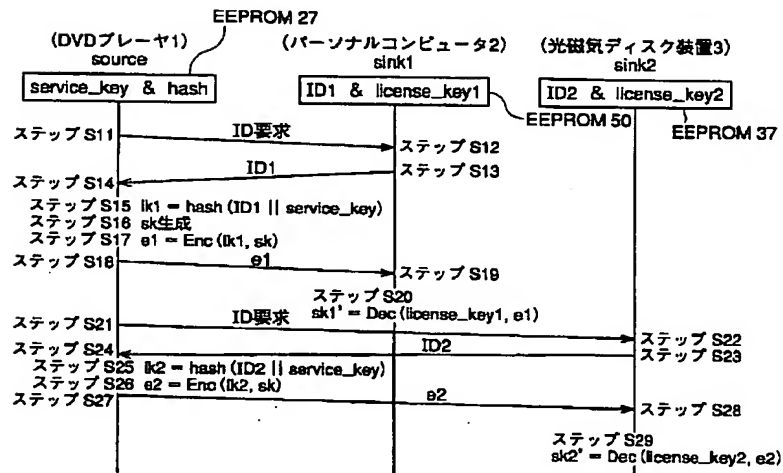 EEPROM 27
(DVDプレーヤ1)
source
(パーソナルコンピュータ2)
sink1
(光磁気ディスク装置3)
sink2
service_key & hash
ID1 & license_key1
ID2 & license_key2
EEPROM 50
EEPROM 37
ステップ S11
ID要求
ステップ S12
ID1
ステップ S13
ステップ S14
ステップ S15 lk1 = hash (ID1 || service_key)
ステップ S16 sk生成
ステップ S17 e1 = Enc (lk1, sk)
ステップ S18
e1
ステップ S19
ステップ S20
sk1' = Dec (license_key1, e1)
ステップ S21
ID要求
ステップ S22
ID2
ステップ S23
ステップ S24
ステップ S25 lk2 = hash (ID2 || service_key)
ステップ S26 e2 = Enc (lk2, sk)
ステップ S27
e2
ステップ S28
ステップ S29
sk2' = Dec (license_key2, e2)